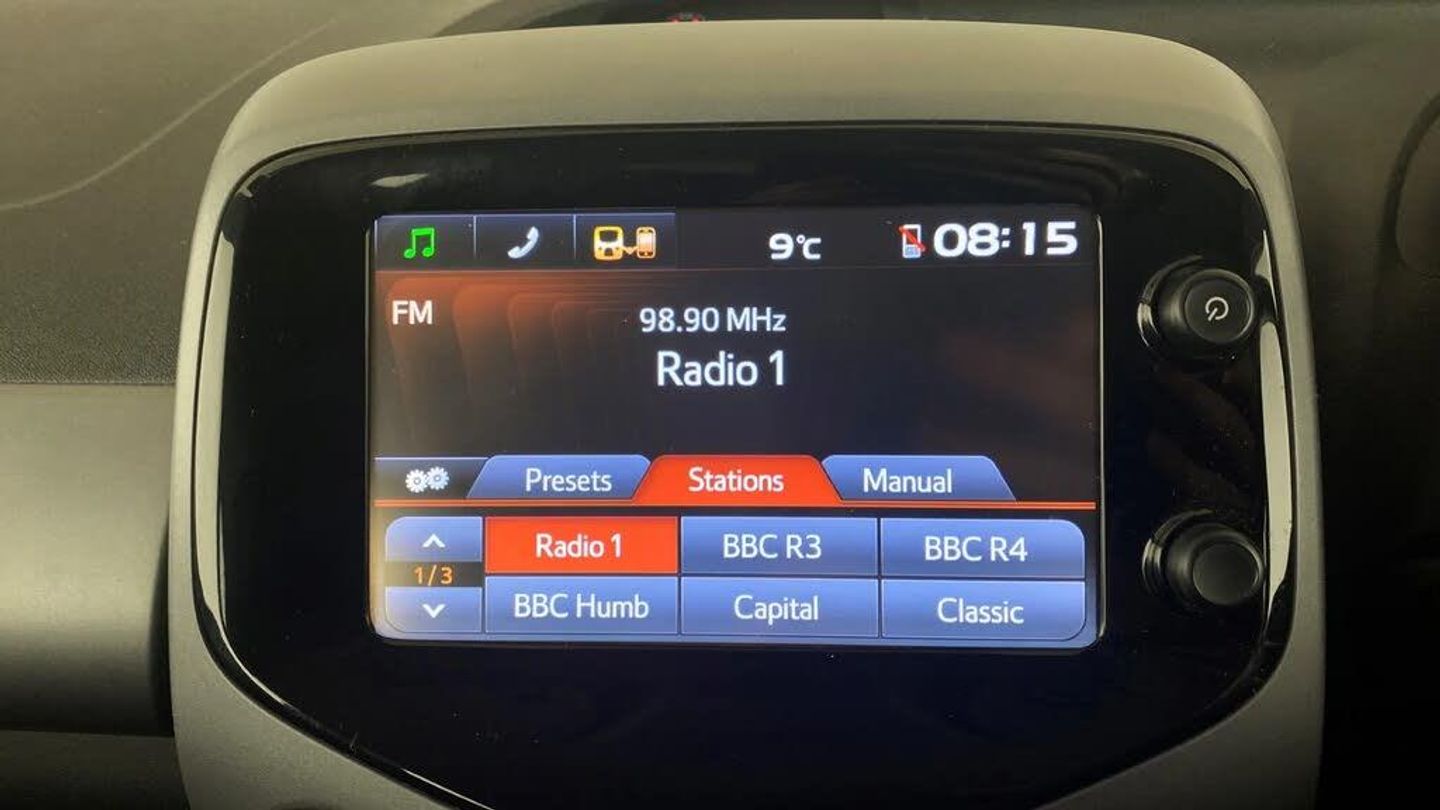 9°C 08:15
FM
98.90 MHz
Radio 1
Presets Stations Manual
Radio 1 BBC R3 BBC R4
1/3
BBC Humb Capital Classic